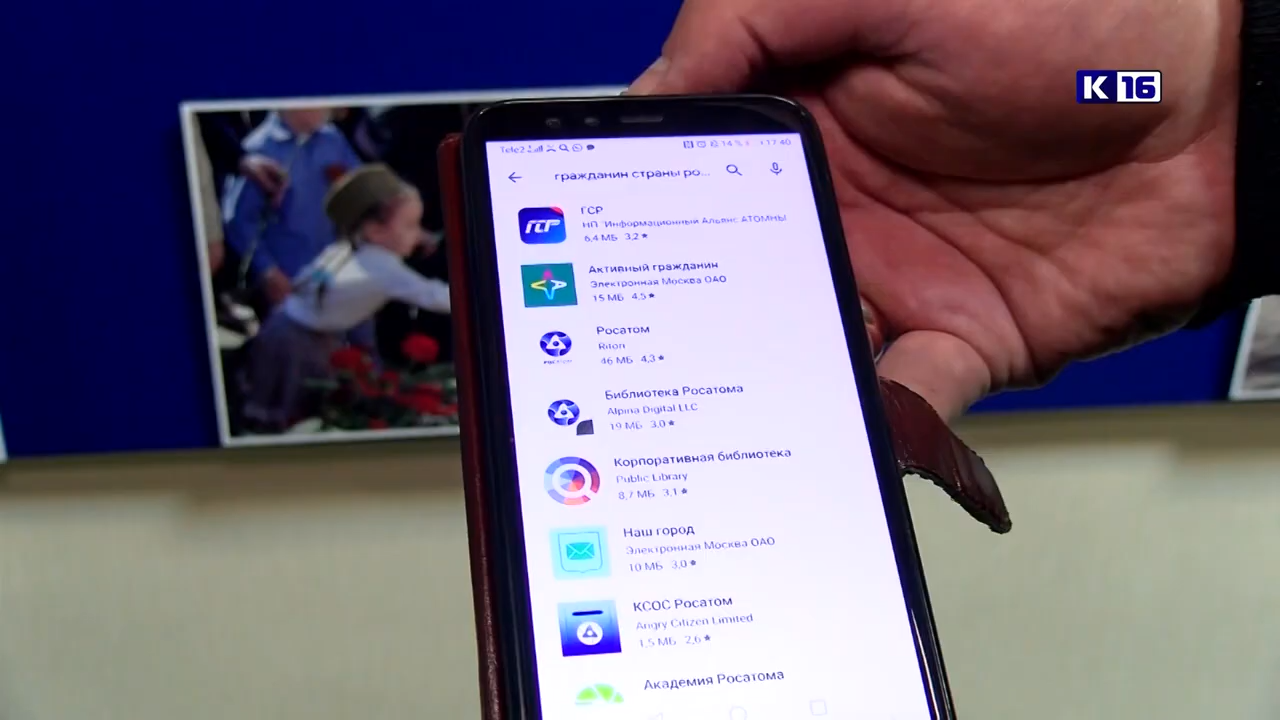 K 16
Tele2 14 % 17:40
гражданин страны ро...
ГСР
ГСР
НП "Информационный Альянс АТОМНЫ
6,4 МБ 3,2★
Активный гражданин
Электронная Москва ОАО
15 МБ 4,5★
Росатом
Riton
46 МБ 4,3★
Библиотека Росатома
Alpina Digital LLC
19 МБ 3,0★
Корпоративная библиотека
Public Library
8,7 МБ 3,1★
Наш город
Электронная Москва ОАО
10 МБ 3,0★
КСОС Росатом
Angry Citizen Limited
1,5 МБ 2,6★
Академия Росатома